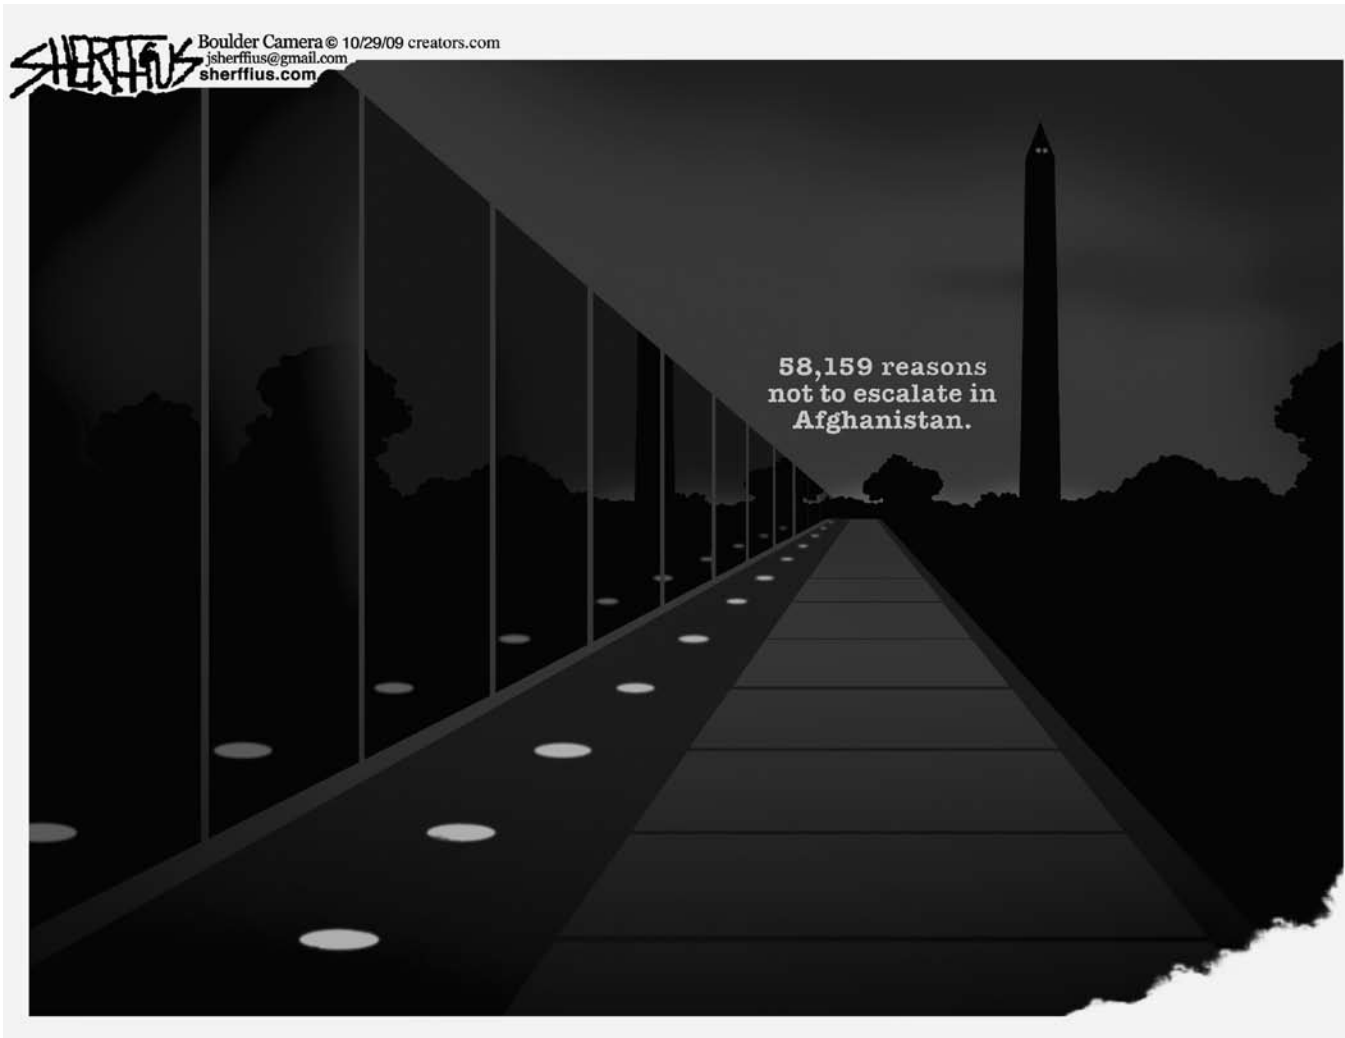 SHERFFIUS
Boulder Camera © 10/29/09 creators.com
jsherffius@gmail.com
sherffius.com
58,159 reasons
not to escalate in
Afghanistan.